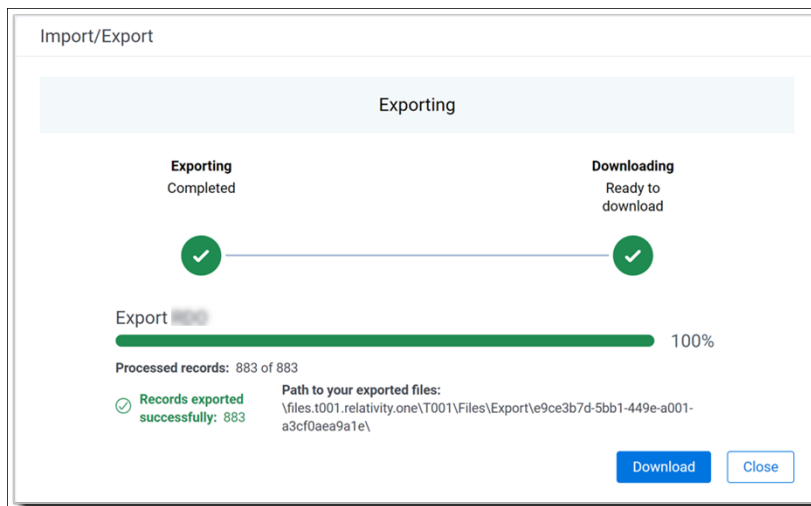 Import/Export
Exporting
Exporting
Completed
Downloading
Ready to
download
Export
100%
Processed records: 883 of 883
Records exported
successfully: 883
Path to your exported files:
\files.t001.relativity.one\T001\Files\Export\e9ce3b7d-5bb1-449e-a001-
a3cf0aea9a1e\
Download
Close